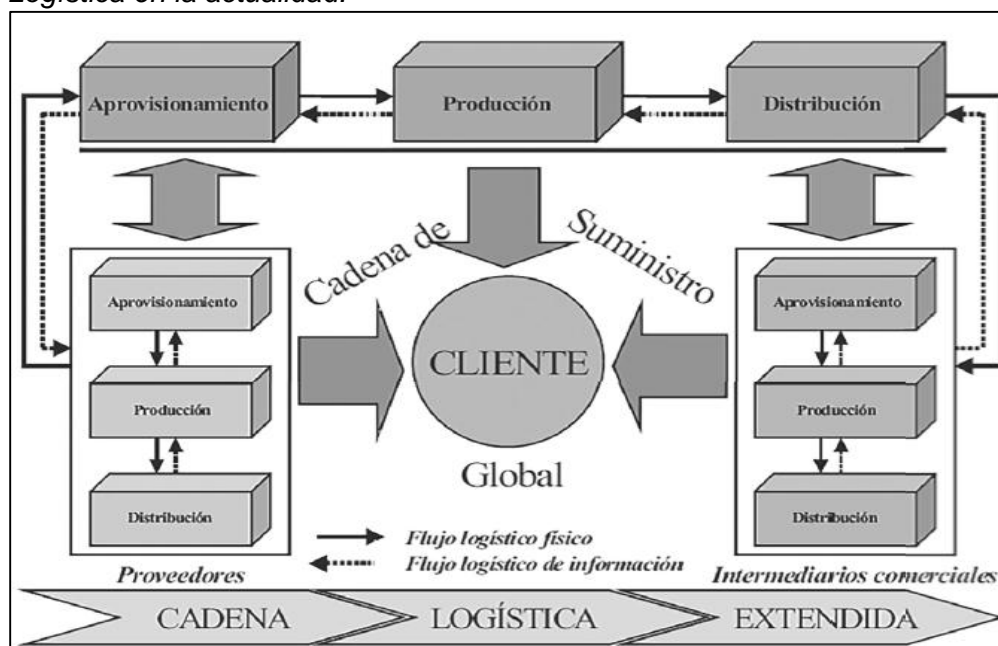 Logística en la actualidad.
Aprovisionamiento
Producción
Distribución
Cadena de
Suministro
Aprovisionamiento
Producción
Distribución
CLIENTE
Global
Aprovisionamiento
Producción
Distribución
Flujo logístico físico
Flujo logístico de información
Proveedores
Intermediarios comerciales
CADENA
LOGÍSTICA
EXTENDIDA